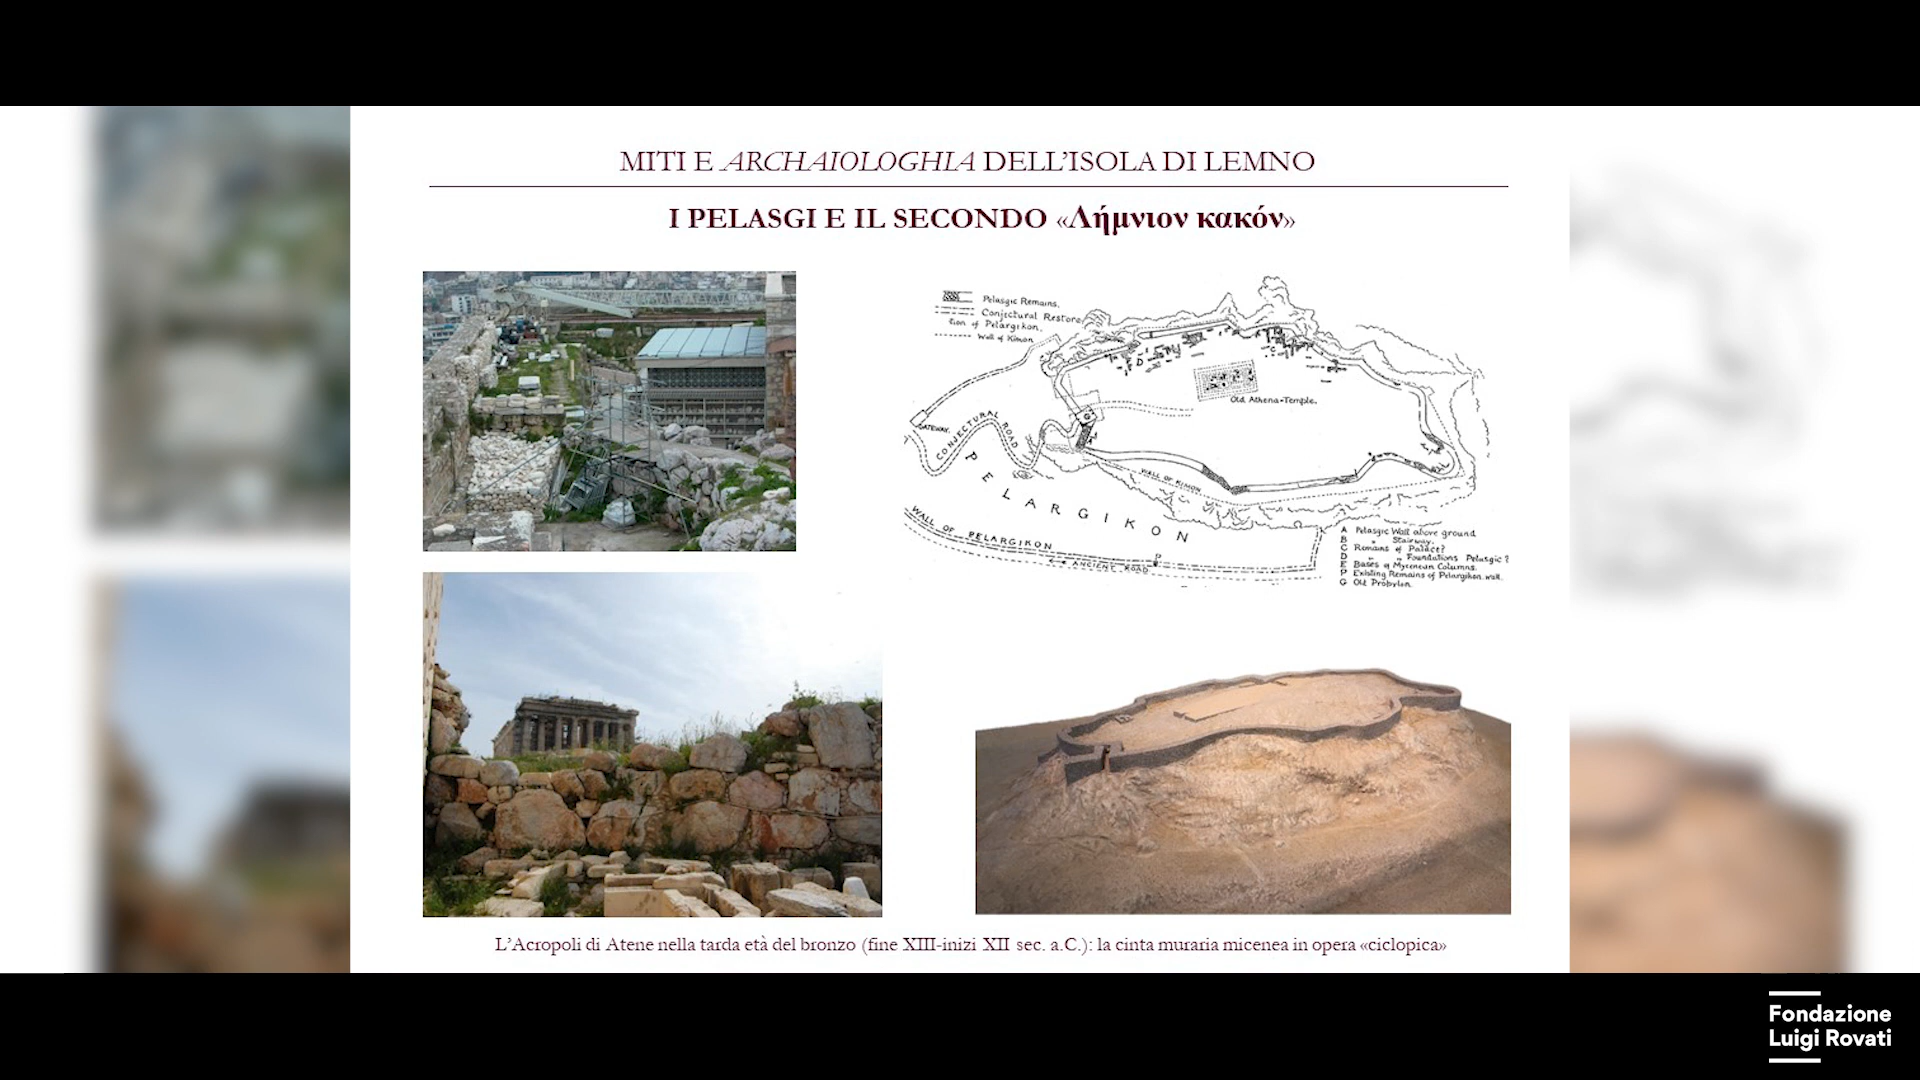 MITI E ARCHAIOLOGHIA DELL'ISOLA DI LEMNO
I PELASGI E IL SECONDO «Λήμνιον κακόν»
Pelasgic Remains.
Conjectural Restora
tion of Pelargikon.
Wall of Kimon
Old Athena-Temple.
GATEWAY.
CONJECTURAL ROAD
WALL OF KIMON
PELARGIKON
WALL OF PELARGIKON
ANCIENT ROAD
A Pelasgic Wall above ground
B " Stairway.
C Remains of Palace?
D " " Foundations Pelasgic?
E Bases of Mycenean Columns.
P Existing Remains of Pelargikon wall.
G Old Propylon
L'Acropoli di Atene nella tarda età del bronzo (fine XIII-inizi XII sec. a.C.): la cinta muraria micenea in opera «ciclopica»
Fondazione
Luigi Rovati